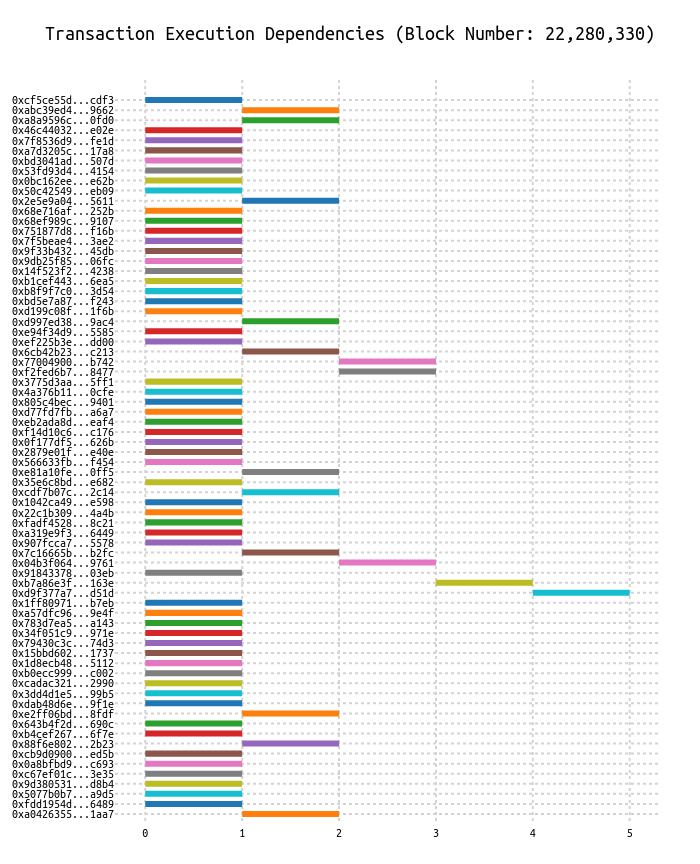 Transaction Execution Dependencies (Block Number: 22,280,330)
0xcf5ce55d...cdf3
0xabc39ed4...9662
0xa8a9596c...0fd0
0x46c44032...e02e
0x7f8536d9...fe1d
0xa7d3205c...17a8
0xbd3041ad...507d
0x53fd93d4...4154
0x0bc162ee...e62b
0x50c42549...eb09
0x2e5e9a04...5611
0x68e716af...252b
0x68ef989c...9107
0x751877d8...f16b
0x7f5beae4...3ae2
0x9f33b432...45db
0x9db25f85...06fc
0x14f523f2...4238
0xb1cef443...6ea5
0xb8f9f7c0...3d54
0xbd5e7a87...f243
0xd199c08f...1f6b
0xd997ed38...9ac4
0xe94f34d9...5585
0xef225b3e...dd00
0x6cb42b23...c213
0x77004900...b742
0xf2fed6b7...8477
0x3775d3aa...5ff1
0x4a376b11...0cfe
0x805c4bec...9401
0xd77fd7fb...a6a7
0xeb2ada8d...eaf4
0xf14d10c6...c176
0x0f177df5...626b
0x2879e01f...e40e
0x566633fb...f454
0xe81a10fe...0ff5
0x35e6c8bd...e682
0xcdf7b07c...2c14
0x1042ca49...e598
0x22c1b309...4a4b
0xfadf4528...8c21
0xa319e9f3...6449
0x907fcca7...5578
0x7c16665b...b2fc
0x04b3f064...9761
0x91843378...03eb
0xb7a86e3f...163e
0xd9f377a7...d51d
0x1ff80971...b7eb
0xa57dfc96...9e4f
0x783d7ea5...a143
0x34f051c9...971e
0x79430c3c...74d3
0x15bbd602...1737
0x1d8ecb48...5112
0xb0ecc999...c002
0xcadac321...2990
0x3dd4d1e5...99b5
0xdab48d6e...9f1e
0xe2ff06bd...8fdf
0x643b4f2d...690c
0xb4cef267...6f7e
0x88f6e802...2b23
0xcb9d0900...ed5b
0x0a8bfbd9...c693
0xc67ef01c...3e35
0x9d380531...d8b4
0x5077b0b7...a9d5
0xfdd1954d...6489
0xa0426355...1aa7
0 1 2 3 4 5